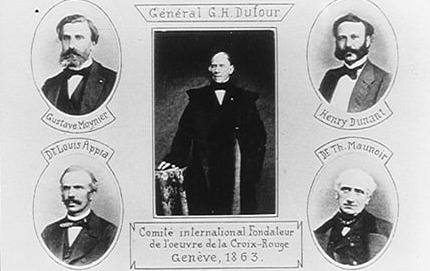 Général G. H. Dufour
Gustave Moynier
Henry Dunant
Dr. Louis Appia
Dr. Th. Maunoir
Comité international Fondateur
de l'oeuvre de la Croix-Rouge
Genève, 1863.